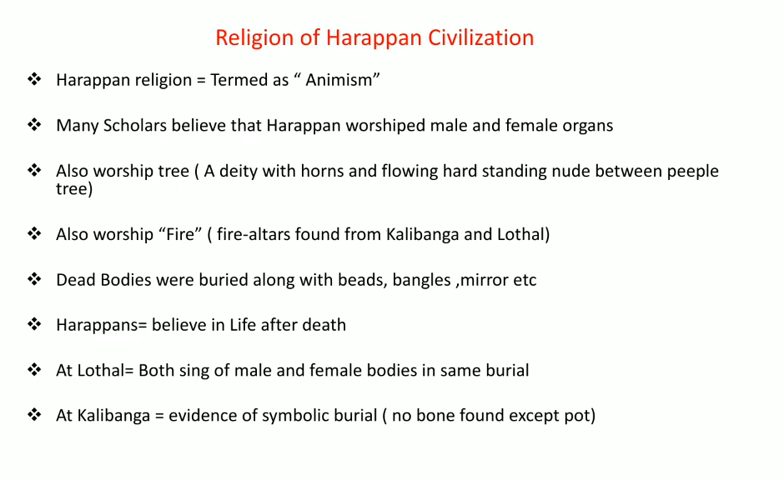 Religion of Harappan Civilization
❖ Harappan religion = Termed as “ Animism”
❖ Many Scholars believe that Harappan worshiped male and female organs
❖ Also worship tree ( A deity with horns and flowing hard standing nude between peeple
tree)
❖ Also worship “Fire” ( fire-altars found from Kalibanga and Lothal)
❖ Dead Bodies were buried along with beads, bangles ,mirror etc
❖ Harappans= believe in Life after death
❖ At Lothal= Both sing of male and female bodies in same burial
❖ At Kalibanga = evidence of symbolic burial ( no bone found except pot)